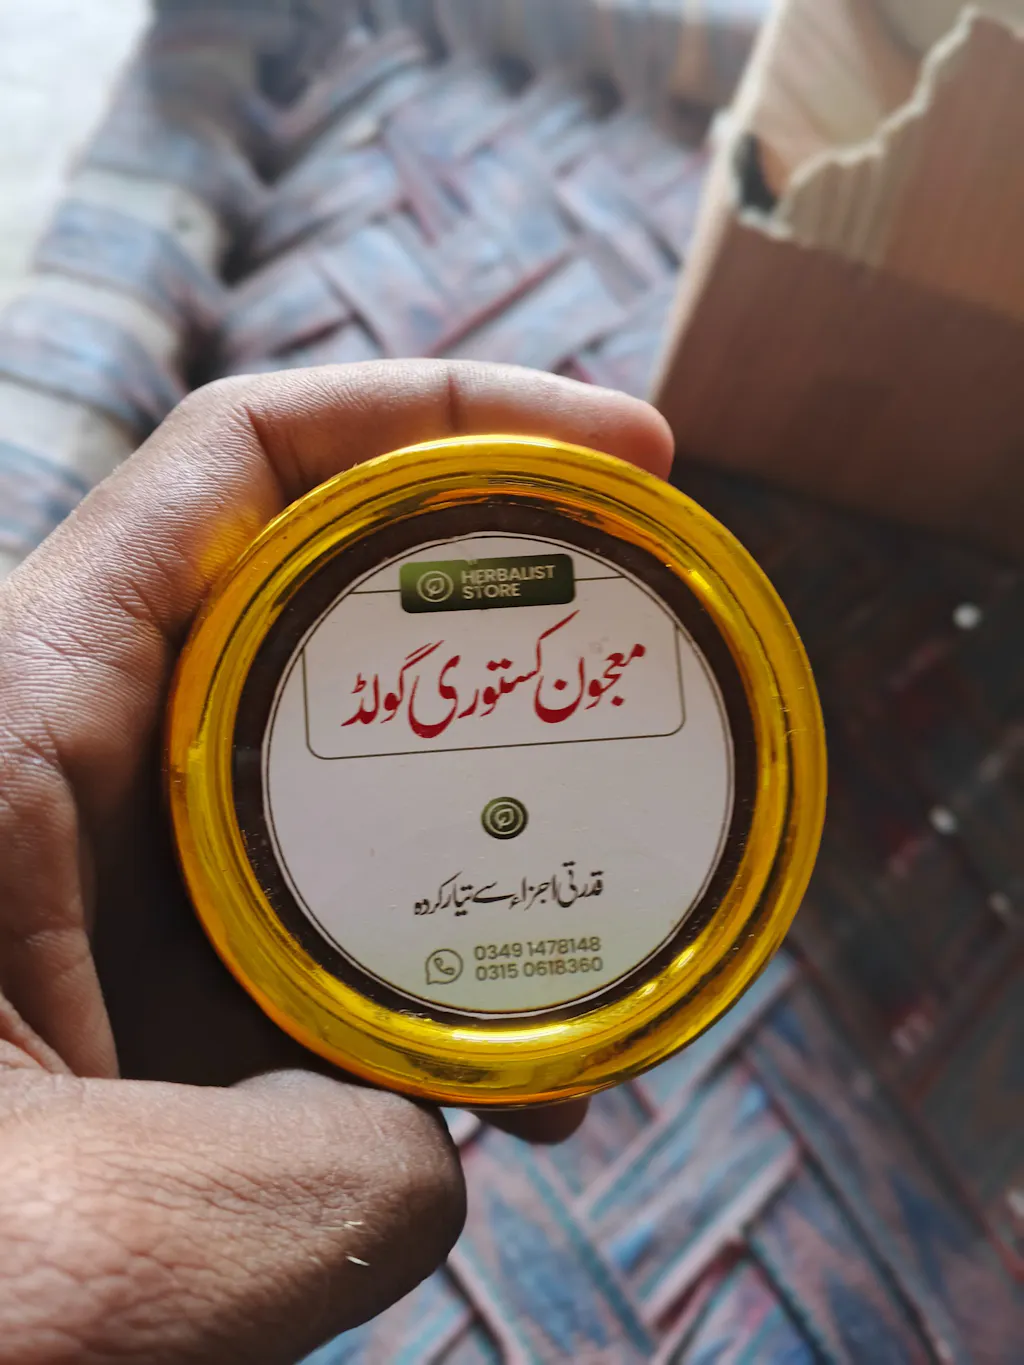 HERBALIST
STORE
معجون کستوری گولڈ
قدرتی اجزاء سے تیار کردہ
0349 1478148
0315 0618360